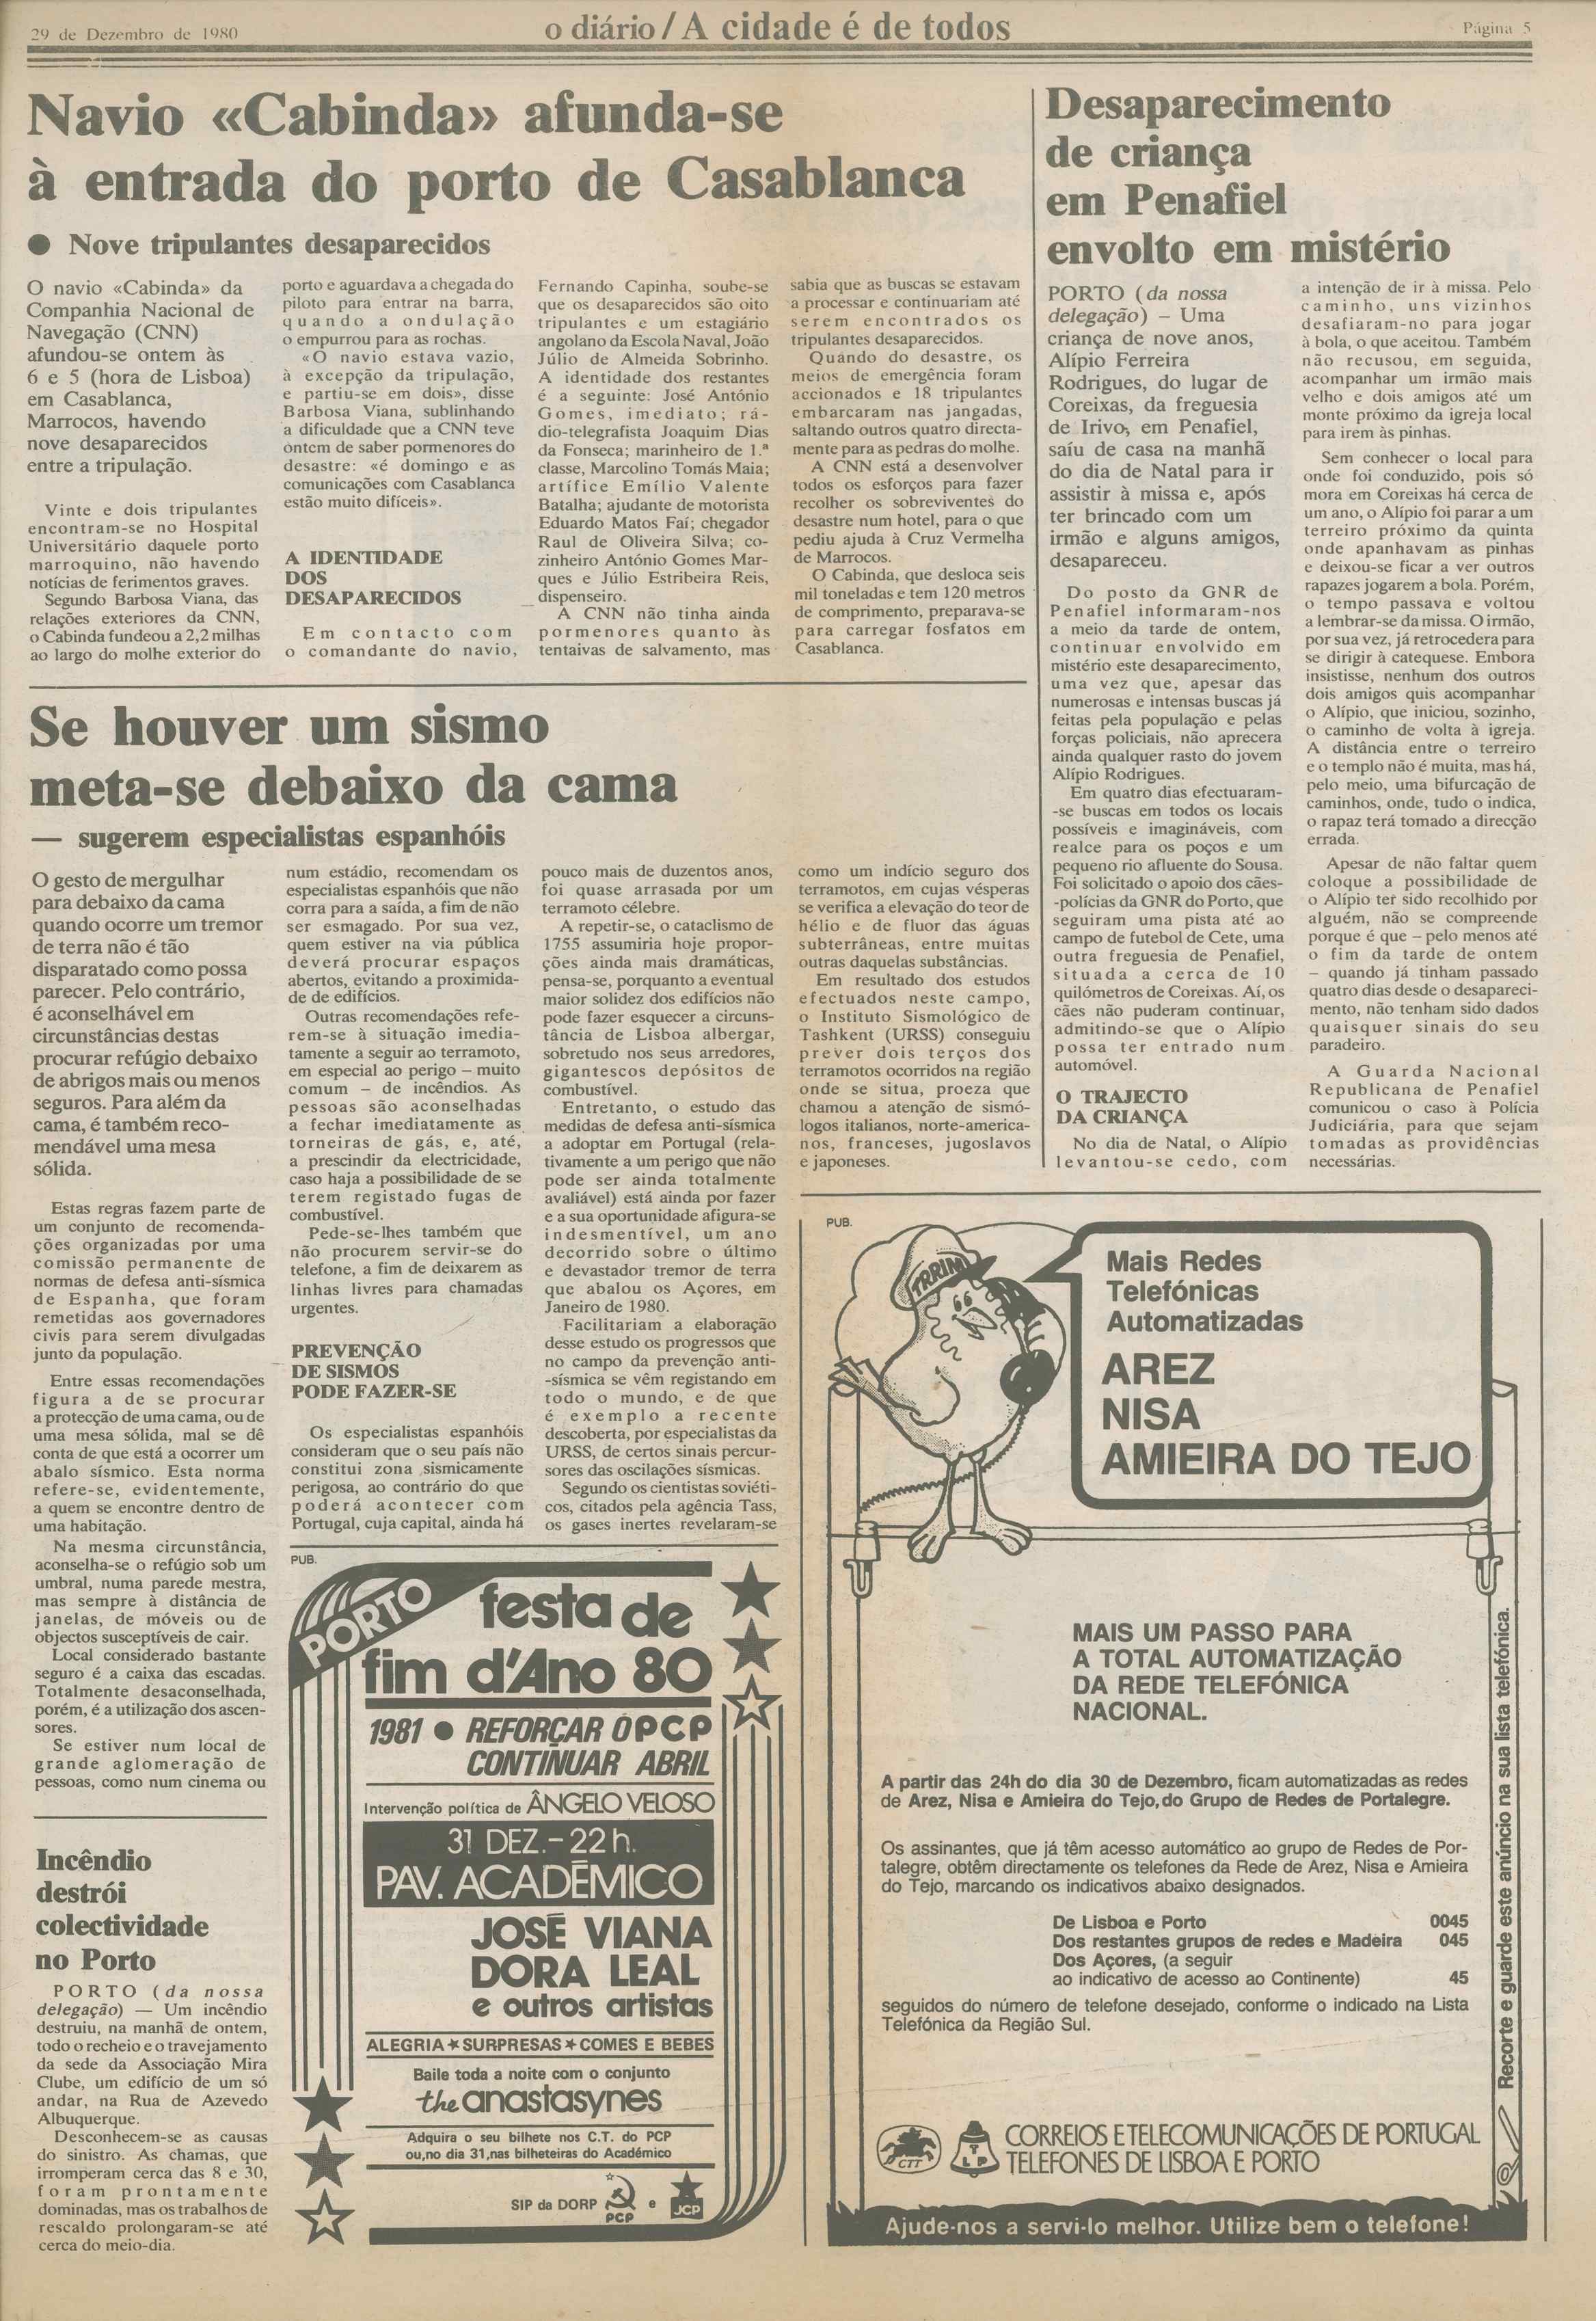 29 de Dezembro de 1980
o diário / A cidade é de todos
Página 5
Navio «Cabinda» afunda-se
à entrada do porto de Casablanca
● Nove tripulantes desaparecidos
O navio «Cabinda» da
Companhia Nacional de
Navegação (CNN)
afundou-se ontem às
6 e 5 (hora de Lisboa)
em Casablanca,
Marrocos, havendo
nove desaparecidos
entre a tripulação.
Vinte e dois tripulantes
encontram-se no Hospital
Universitário daquele porto
marroquino, não havendo
notícias de ferimentos graves.
Segundo Barbosa Viana, das
relações exteriores da CNN,
o Cabinda fundeou a 2,2 milhas
ao largo do molhe exterior do
porto e aguardava a chegada do
piloto para entrar na barra,
quando a ondulação
o empurrou para as rochas.
«O navio estava vazio,
à excepção da tripulação,
e partiu-se em dois», disse
Barbosa Viana, sublinhando
a dificuldade que a CNN teve
ontem de saber pormenores do
desastre: «é domingo e as
comunicações com Casablanca
estão muito difíceis».
A IDENTIDADE
DOS
DESAPARECIDOS
Em contacto com
o comandante do navio,
Fernando Capinha, soube-se
que os desaparecidos são oito
tripulantes e um estagiário
angolano da Escola Naval, João
Júlio de Almeida Sobrinho.
A identidade dos restantes
é a seguinte: José António
Gomes, imediato; rá-
dio-telegrafista Joaquim Dias
da Fonseca; marinheiro de 1.ª
classe, Marcolino Tomás Maia;
artífice Emílio Valente
Batalha; ajudante de motorista
Eduardo Matos Faí; chegador
Raul de Oliveira Silva; co-
zinheiro António Gomes Mar-
ques e Júlio Estribeira Reis,
dispenseiro.
A CNN não tinha ainda
pormenores quanto às
tentaivas de salvamento, mas
sabia que as buscas se estavam
a processar e continuariam até
serem encontrados os
tripulantes desaparecidos.
Quando do desastre, os
meios de emergência foram
accionados e 18 tripulantes
embarcaram nas jangadas,
saltando outros quatro directa-
mente para as pedras do molhe.
A CNN está a desenvolver
todos os esforços para fazer
recolher os sobreviventes do
desastre num hotel, para o que
pediu ajuda à Cruz Vermelha
de Marrocos.
O Cabinda, que desloca seis
mil toneladas e tem 120 metros
de comprimento, preparava-se
para carregar fosfatos em
Casablanca.
Desaparecimento
de criança
em Penafiel
envolto em mistério
PORTO (da nossa
delegação) – Uma
criança de nove anos,
Alípio Ferreira
Rodrigues, do lugar de
Coreixas, da freguesia
de Irivo, em Penafiel,
saíu de casa na manhã
do dia de Natal para ir
assistir à missa e, após
ter brincado com um
irmão e alguns amigos,
desapareceu.
Do posto da GNR de
Penafiel informaram-nos
a meio da tarde de ontem,
continuar envolvido em
mistério este desaparecimento,
uma vez que, apesar das
numerosas e intensas buscas já
feitas pela população e pelas
forças policiais, não aprecera
ainda qualquer rasto do jovem
Alípio Rodrigues.
Em quatro dias efectuaram-
-se buscas em todos os locais
possíveis e imagináveis, com
realce para os poços e um
pequeno rio afluente do Sousa.
Foi solicitado o apoio dos cães-
-polícias da GNR do Porto, que
seguiram uma pista até ao
campo de futebol de Cete, uma
outra freguesia de Penafiel,
situada a cerca de 10
quilómetros de Coreixas. Aí, os
cães não puderam continuar,
admitindo-se que o Alípio
possa ter entrado num
automóvel.
O TRAJECTO
DA CRIANÇA
No dia de Natal, o Alípio
levantou-se cedo, com
a intenção de ir à missa. Pelo
caminho, uns vizinhos
desafiaram-no para jogar
à bola, o que aceitou. Também
não recusou, em seguida,
acompanhar um irmão mais
velho e dois amigos até um
monte próximo da igreja local
para irem às pinhas.
Sem conhecer o local para
onde foi conduzido, pois só
mora em Coreixas há cerca de
um ano, o Alípio foi parar a um
terreiro próximo da quinta
onde apanhavam as pinhas
e deixou-se ficar a ver outros
rapazes jogarem a bola. Porém,
o tempo passava e voltou
a lembrar-se da missa. O irmão,
por sua vez, já retrocedera para
se dirigir à catequese. Embora
insistisse, nenhum dos outros
dois amigos quis acompanhar
o Alípio, que iniciou, sozinho,
o caminho de volta à igreja.
A distância entre o terreiro
e o templo não é muita, mas há,
pelo meio, uma bifurcação de
caminhos, onde, tudo o indica,
o rapaz terá tomado a direcção
errada.
Apesar de não faltar quem
coloque a possibilidade de
o Alípio ter sido recolhido por
alguém, não se compreende
porque é que – pelo menos até
o fim da tarde de ontem
– quando já tinham passado
quatro dias desde o desapareci-
mento, não tenham sido dados
quaisquer sinais do seu
paradeiro.
A Guarda Nacional
Republicana de Penafiel
comunicou o caso à Polícia
Judiciária, para que sejam
tomadas as providências
necessárias.
Se houver um sismo
meta-se debaixo da cama
— sugerem especialistas espanhóis
O gesto de mergulhar
para debaixo da cama
quando ocorre um tremor
de terra não é tão
disparatado como possa
parecer. Pelo contrário,
é aconselhável em
circunstâncias destas
procurar refúgio debaixo
de abrigos mais ou menos
seguros. Para além da
cama, é também reco-
mendável uma mesa
sólida.
Estas regras fazem parte de
um conjunto de recomenda-
ções organizadas por uma
comissão permanente de
normas de defesa anti-sísmica
de Espanha, que foram
remetidas aos governadores
civis para serem divulgadas
junto da população.
Entre essas recomendações
figura a de se procurar
a protecção de uma cama, ou de
uma mesa sólida, mal se dê
conta de que está a ocorrer um
abalo sísmico. Esta norma
refere-se, evidentemente,
a quem se encontre dentro de
uma habitação.
Na mesma circunstância,
aconselha-se o refúgio sob um
umbral, numa parede mestra,
mas sempre à distância de
janelas, de móveis ou de
objectos susceptíveis de cair.
Local considerado bastante
seguro é a caixa das escadas.
Totalmente desaconselhada,
porém, é a utilização dos ascen-
sores.
Se estiver num local de
grande aglomeração de
pessoas, como num cinema ou
num estádio, recomendam os
especialistas espanhóis que não
corra para a saída, a fim de não
ser esmagado. Por sua vez,
quem estiver na via pública
deverá procurar espaços
abertos, evitando a proximida-
de de edifícios.
Outras recomendações refe-
rem-se à situação imedia-
tamente a seguir ao terramoto,
em especial ao perigo – muito
comum – de incêndios. As
pessoas são aconselhadas
a fechar imediatamente as
torneiras de gás, e, até,
a prescindir da electricidade,
caso haja a possibilidade de se
terem registado fugas de
combustível.
Pede-se-lhes também que
não procurem servir-se do
telefone, a fim de deixarem as
linhas livres para chamadas
urgentes.
PREVENÇÃO
DE SISMOS
PODE FAZER-SE
Os especialistas espanhóis
consideram que o seu país não
constitui zona sismicamente
perigosa, ao contrário do que
poderá acontecer com
Portugal, cuja capital, ainda há
pouco mais de duzentos anos,
foi quase arrasada por um
terramoto célebre.
A repetir-se, o cataclismo de
1755 assumiria hoje propor-
ções ainda mais dramáticas,
pensa-se, porquanto a eventual
maior solidez dos edifícios não
pode fazer esquecer a circuns-
tância de Lisboa albergar,
sobretudo nos seus arredores,
gigantescos depósitos de
combustível.
Entretanto, o estudo das
medidas de defesa anti-sísmica
a adoptar em Portugal (rela-
tivamente a um perigo que não
pode ser ainda totalmente
avaliável) está ainda por fazer
e a sua oportunidade afigura-se
indesmentível, um ano
decorrido sobre o último
e devastador tremor de terra
que abalou os Açores, em
Janeiro de 1980.
Facilitariam a elaboração
desse estudo os progressos que
no campo da prevenção anti-
-sísmica se vêm registando em
todo o mundo, e de que
é exemplo a recente
descoberta, por especialistas da
URSS, de certos sinais percur-
sores das oscilações sísmicas.
Segundo os cientistas soviéti-
cos, citados pela agência Tass,
os gases inertes revelaram-se
como um indício seguro dos
terramotos, em cujas vésperas
se verifica a elevação do teor de
hélio e de fluor das águas
subterrâneas, entre muitas
outras daquelas substâncias.
Em resultado dos estudos
efectuados neste campo,
o Instituto Sismológico de
Tashkent (URSS) conseguiu
prever dois terços dos
terramotos ocorridos na região
onde se situa, proeza que
chamou a atenção de sismó-
logos italianos, norte-america-
nos, franceses, jugoslavos
e japoneses.
Incêndio
destrói
colectividade
no Porto
PORTO (da nossa
delegação) — Um incêndio
destruiu, na manhã de ontem,
todo o recheio e o travejamento
da sede da Associação Mira
Clube, um edifício de um só
andar, na Rua de Azevedo
Albuquerque.
Desconhecem-se as causas
do sinistro. As chamas, que
irromperam cerca das 8 e 30,
foram prontamente
dominadas, mas os trabalhos de
rescaldo prolongaram-se até
cerca do meio-dia.
PUB.
PORTO
festa de
fim d'Ano 80
1981 ● REFORÇAR O PCP
CONTINUAR ABRIL
Intervenção política de ÂNGELO VELOSO
31 DEZ. – 22 h.
PAV. ACADÉMICO
JOSÉ VIANA
DORA LEAL
e outros artistas
ALEGRIA ★ SURPRESAS ★ COMES E BEBES
Baile toda a noite com o conjunto
the anastasynes
Adquira o seu bilhete nos C.T. do PCP
ou,no dia 31,nas bilheteiras do Académico
SIP da DORP PCP e JCP
PUB.
TRRIM
Mais Redes
Telefónicas
Automatizadas
AREZ
NISA
AMIEIRA DO TEJO
MAIS UM PASSO PARA
A TOTAL AUTOMATIZAÇÃO
DA REDE TELEFÓNICA
NACIONAL.
A partir das 24h do dia 30 de Dezembro, ficam automatizadas as redes
de Arez, Nisa e Amieira do Tejo, do Grupo de Redes de Portalegre.
Os assinantes, que já têm acesso automático ao grupo de Redes de Por-
talegre, obtêm directamente os telefones da Rede de Arez, Nisa e Amieira
do Tejo, marcando os indicativos abaixo designados.
De Lisboa e Porto 0045
Dos restantes grupos de redes e Madeira 045
Dos Açores, (a seguir
ao indicativo de acesso ao Continente) 45
seguidos do número de telefone desejado, conforme o indicado na Lista
Telefónica da Região Sul.
Recorte e guarde este anúncio na sua lista telefónica.
CTT
TLP
CORREIOS E TELECOMUNICAÇÕES DE PORTUGAL
TELEFONES DE LISBOA E PORTO
Ajude-nos a servi-lo melhor. Utilize bem o telefone!